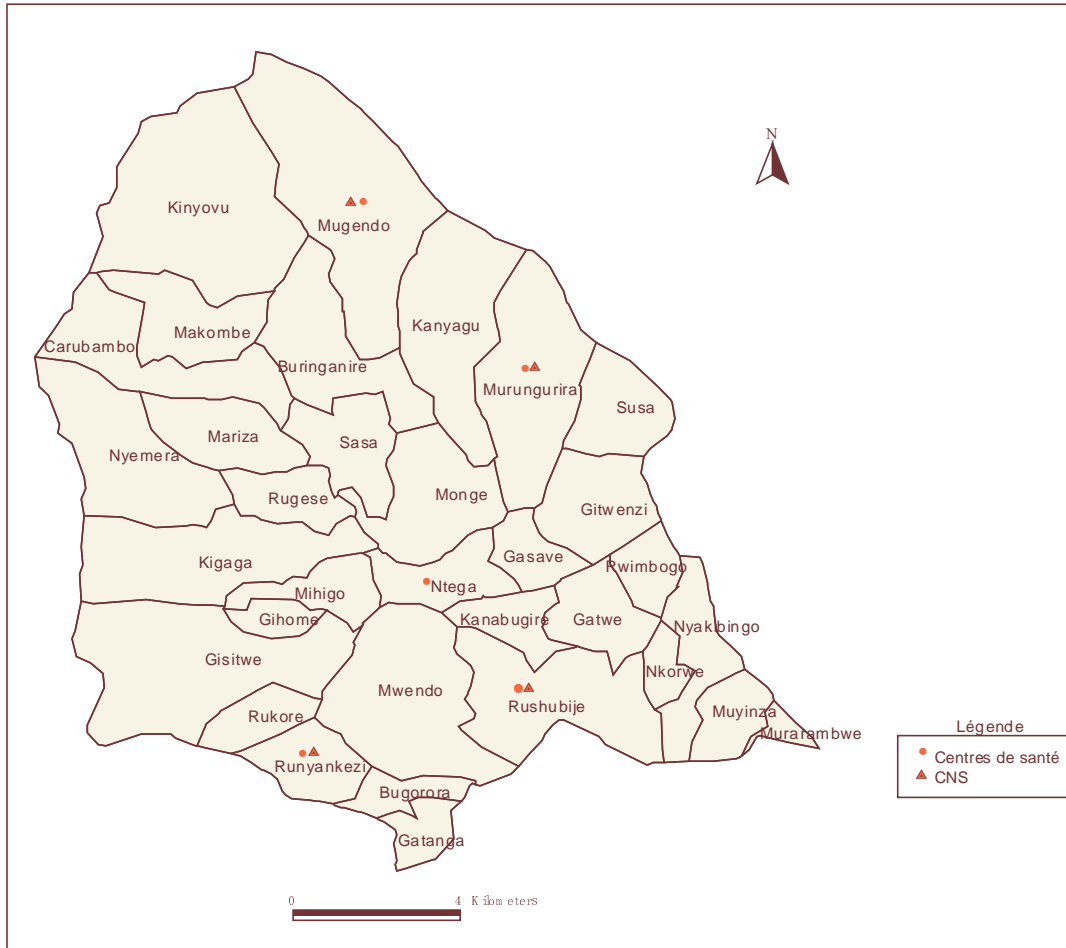 N
Kinyovu
Mugendo
Kanyagu
Makombe
Carubambo
Buringanire
Murungurira
Susa
Mariza
Sasa
Nyemera
Rugese
Monge
Gitwenzi
Gasave
Kigaga
Rwimbogo
Ntega
Mihigo
Gihome
Kanabugire
Gatwe
Nyakibingo
Gisitwe
Nkorwe
Mwendo
Rushubije
Rukore
Muyinza
Murarambwe
Runyankezi
Bugorora
Gatanga
Légende
Centres de santé
CNS
0 4 Kilometers